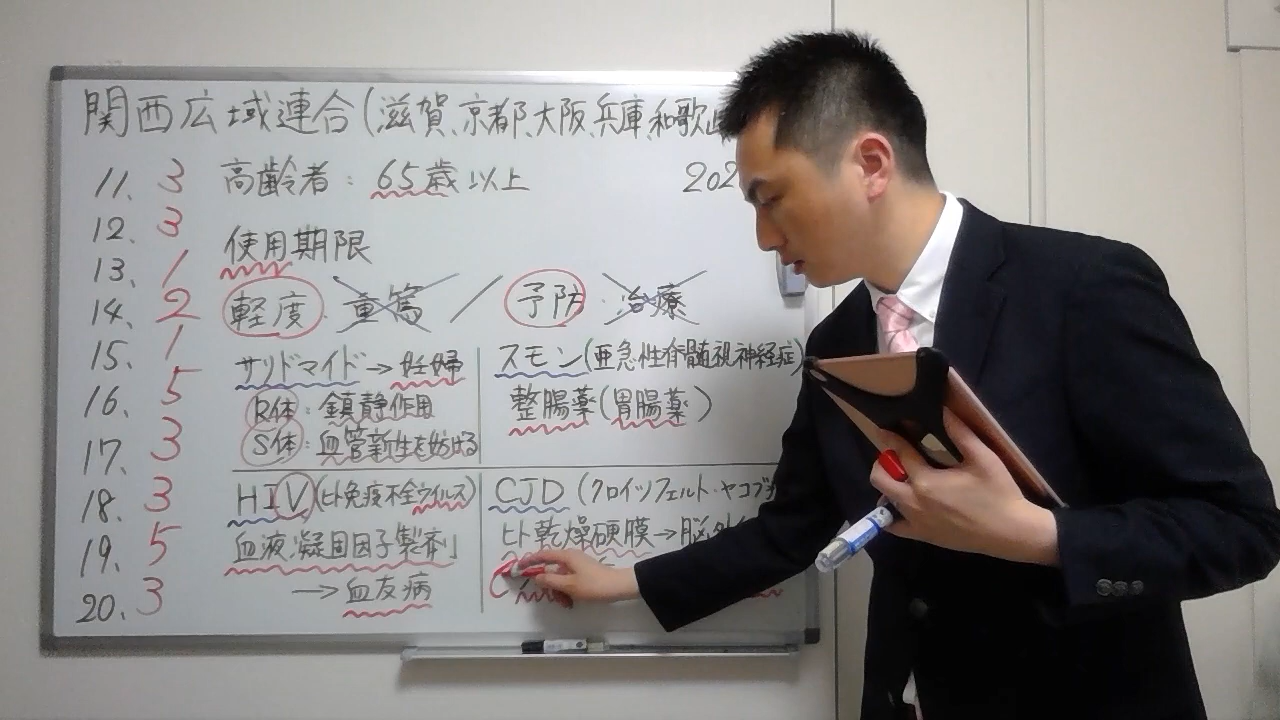 関西広域連合(滋賀、京都、大阪、兵庫、和歌
11. 3 高齢者:65歳以上 202
12. 3 使用期限
13. 1
14. 2 軽度・重篤 / 予防・治療
15. 1 サリドマイド→妊婦
16. 5 R体:鎮静作用
17. 3 S体:血管新生を妨げる
スモン(亜急性脊髄視神経症)
整腸薬(胃腸薬)
18. 3 HIV(ヒト免疫不全ウイルス)
19. 5 血液凝固因子製剤
20. 3 →血友病
CJD(クロイツフェルト・ヤコブ
ヒト乾燥硬膜→脳外